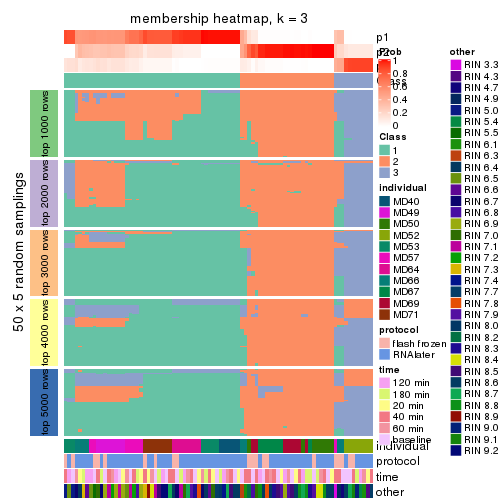 membership heatmap, k = 3
50 x 5 random samplings
top 1000 rows
top 2000 rows
top 3000 rows
top 4000 rows
top 5000 rows
p1
p2
Class
individual
protocol
time
other
Prob
1
0.8
0.6
0.4
0.2
0
Class
1
2
3
individual
MD40
MD49
MD50
MD52
MD53
MD57
MD64
MD66
MD67
MD69
MD71
protocol
flash frozen
RNAlater
time
120 min
180 min
20 min
40 min
60 min
baseline
other
RIN 3.3
RIN 4.3
RIN 4.7
RIN 4.9
RIN 5.0
RIN 5.4
RIN 5.5
RIN 6.1
RIN 6.3
RIN 6.4
RIN 6.5
RIN 6.6
RIN 6.7
RIN 6.8
RIN 6.9
RIN 7.0
RIN 7.1
RIN 7.2
RIN 7.3
RIN 7.4
RIN 7.7
RIN 7.8
RIN 7.9
RIN 8.0
RIN 8.2
RIN 8.3
RIN 8.4
RIN 8.5
RIN 8.6
RIN 8.7
RIN 8.8
RIN 8.9
RIN 9.0
RIN 9.1
RIN 9.2